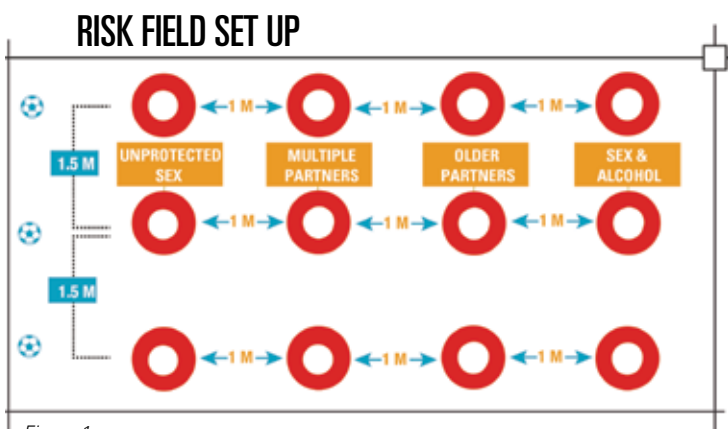 RISK FIELD SET UP
1 M
1 M
1 M
1.5 M
UNPROTECTED
SEX
MULTIPLE
PARTNERS
OLDER
PARTNERS
SEX &
ALCOHOL
1 M
1 M
1 M
1.5 M
1 M
1 M
1 M